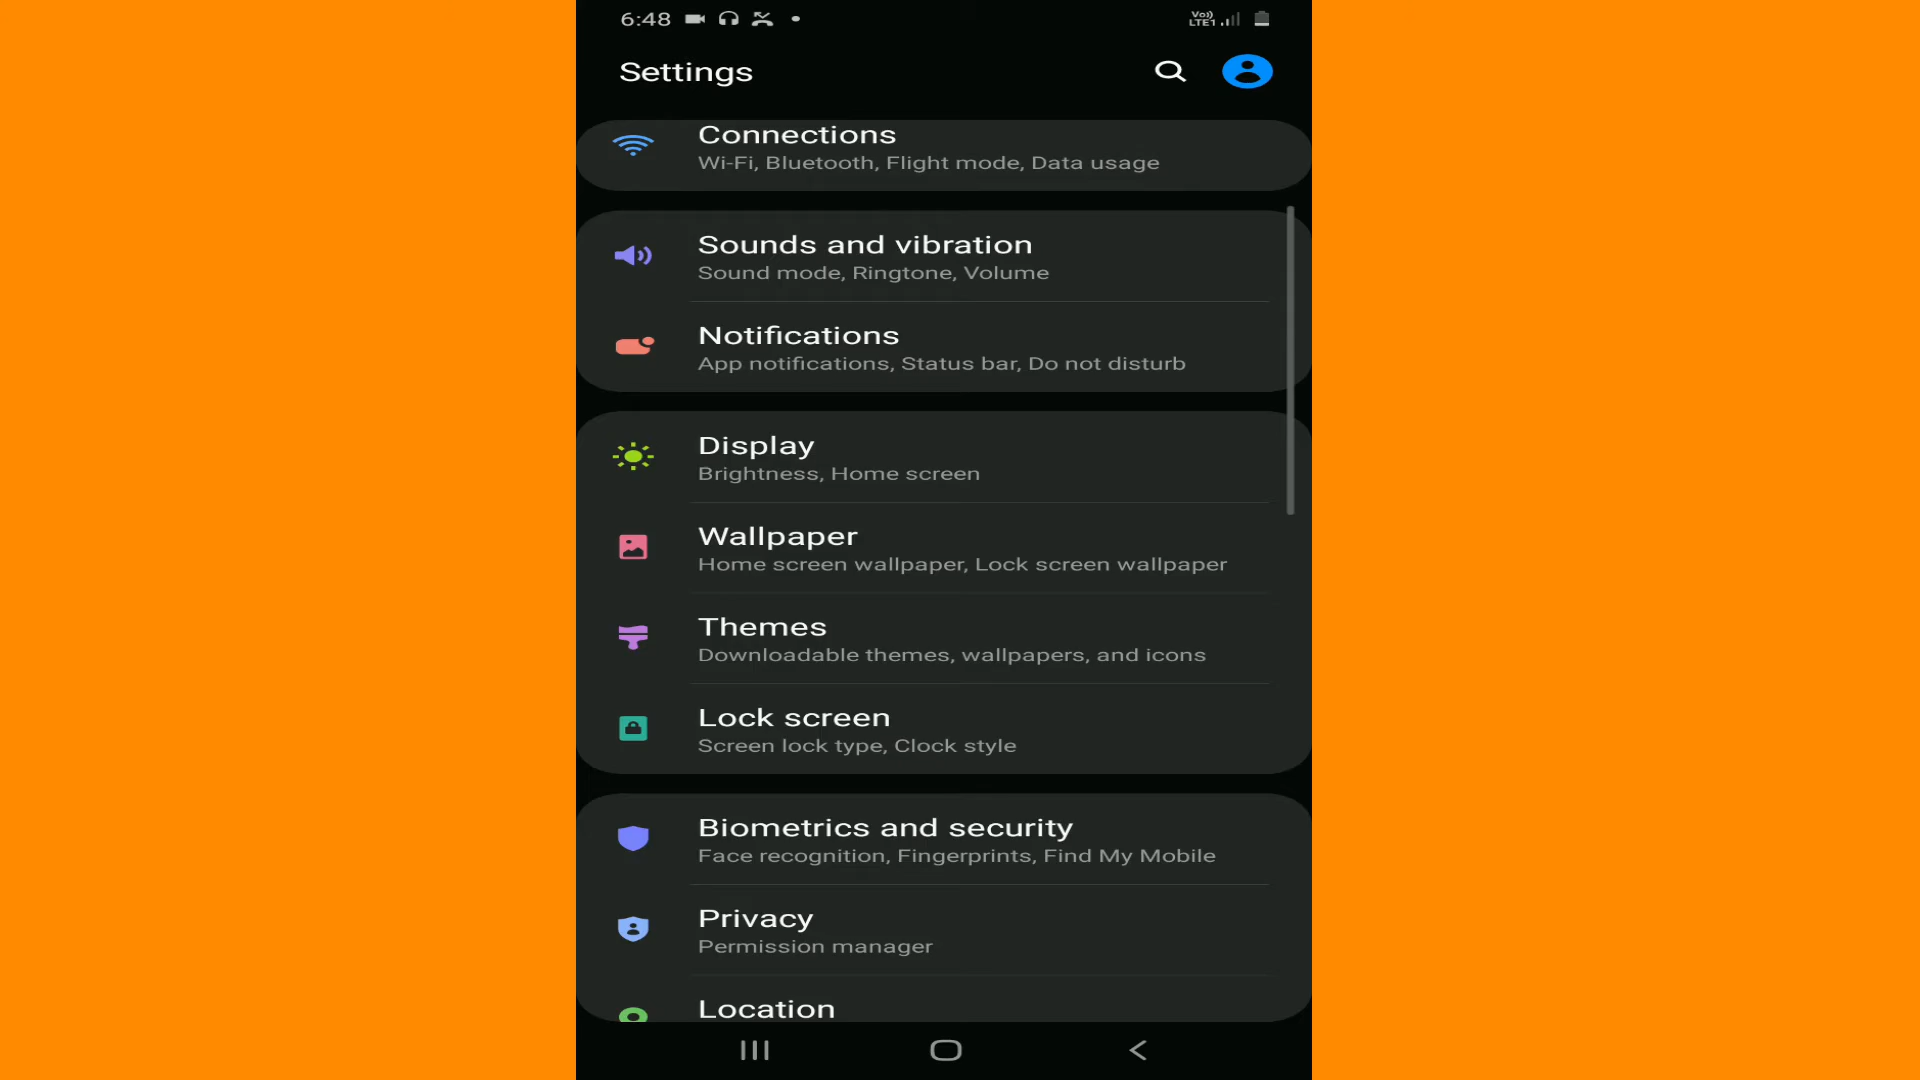 6:48
Vo)) LTE1
Settings
Connections
Wi-Fi, Bluetooth, Flight mode, Data usage
Sounds and vibration
Sound mode, Ringtone, Volume
Notifications
App notifications, Status bar, Do not disturb
Display
Brightness, Home screen
Wallpaper
Home screen wallpaper, Lock screen wallpaper
Themes
Downloadable themes, wallpapers, and icons
Lock screen
Screen lock type, Clock style
Biometrics and security
Face recognition, Fingerprints, Find My Mobile
Privacy
Permission manager
Location